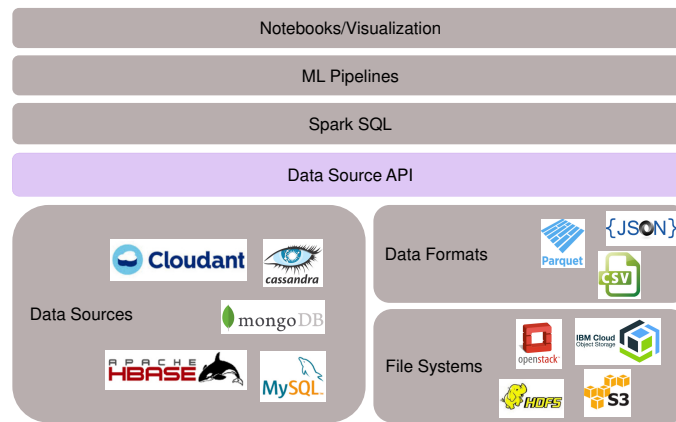 Notebooks/Visualization
ML Pipelines
Spark SQL
Data Source API
Data Sources
Cloudant
cassandra
mongoDB
APACHE
HBASE
MySQL
Data Formats
Parquet
{JSON}
CSV
File Systems
openstack
IBM Cloud
Object Storage
HDFS
S3